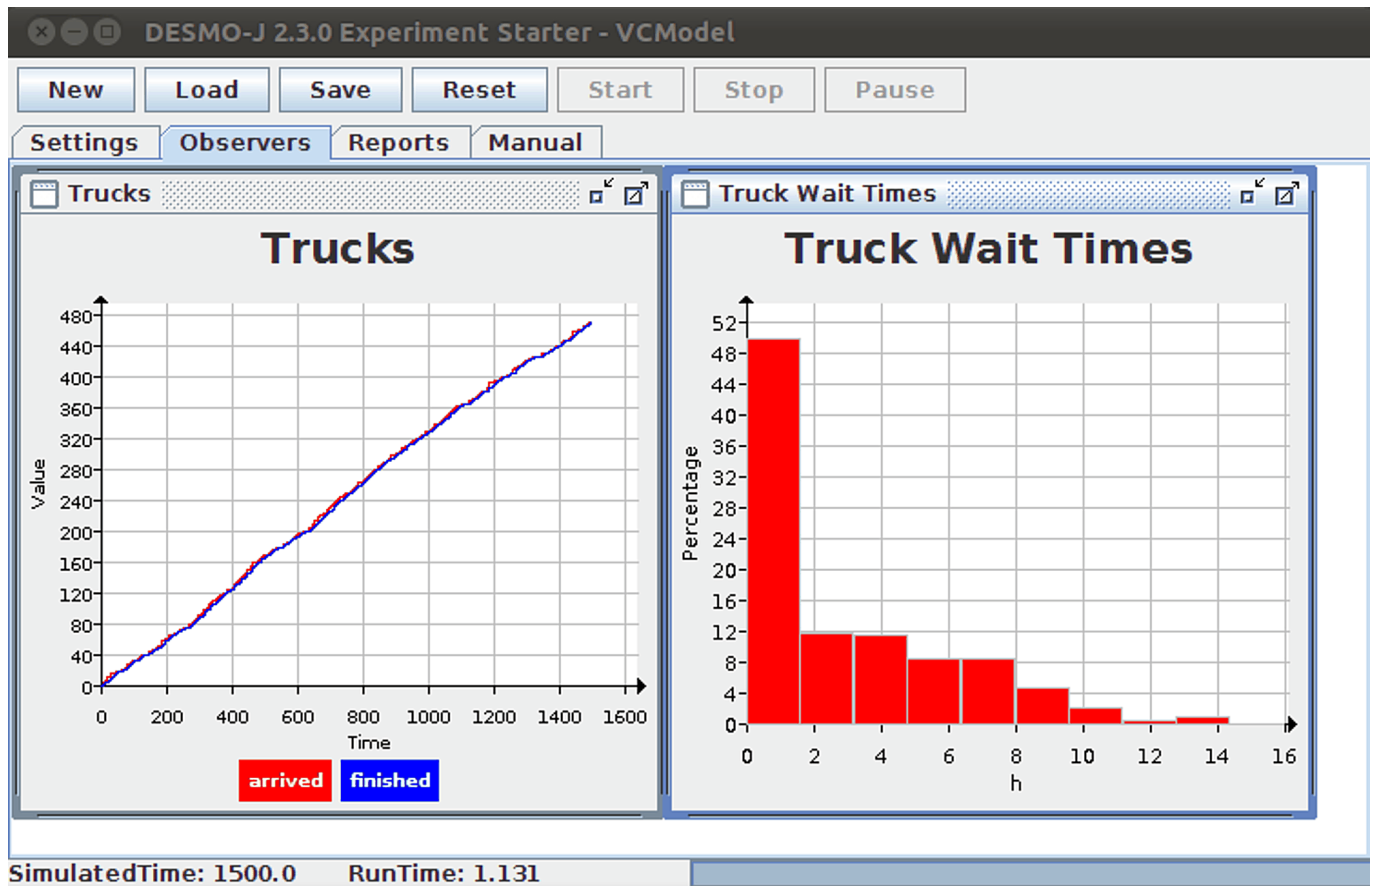 DESMO-J 2.3.0 Experiment Starter - VCModel
New Load Save Reset Start Stop Pause
Settings Observers Reports Manual
Trucks
Trucks
480
440
400
360
320
280
240
200
160
120
80
40
0
Value
0 200 400 600 800 1000 1200 1400 1600
Time
arrived finished
Truck Wait Times
Truck Wait Times
52
48
44
40
36
32
28
24
20
16
12
8
4
0
Percentage
0 2 4 6 8 10 12 14 16
h
SimulatedTime: 1500.0 RunTime: 1.131